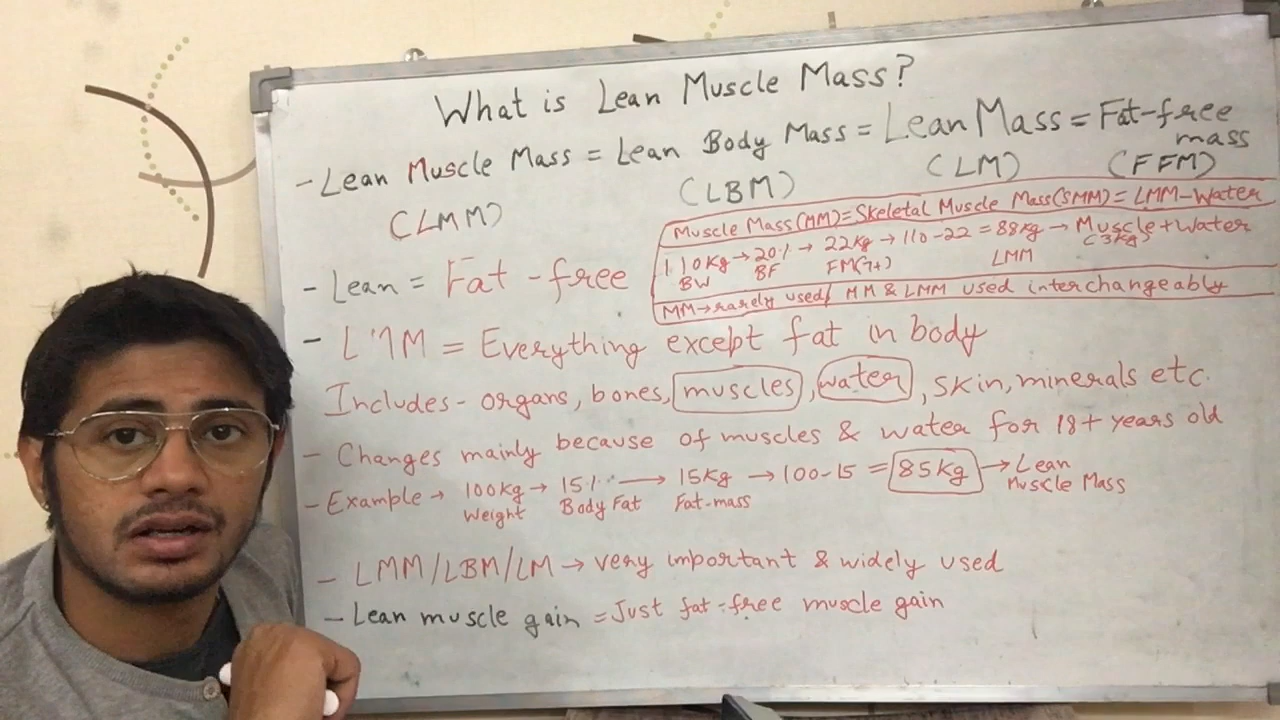 What is Lean Muscle Mass?
- Lean Muscle Mass = Lean Body Mass = Lean Mass = Fat-free mass
(LMM) (LBM) (LM) (FFM)
Muscle Mass(MM)=Skeletal Muscle Mass(SMM)= LMM-Water
110Kg → 20% → 22Kg → 110-22 = 88Kg → Muscle+Water
BW BF FM(7+) LMM (3Kg)
MM→rarely used/ MM & LMM used interchangeably
- Lean = Fat-free
- LMM = Everything except fat in body
Includes- organs, bones, muscles, water, skin, minerals etc.
- Changes mainly because of muscles & water for 18+ years old
- Example → 100Kg → 15% → 15Kg → 100-15 = 85Kg → Lean Muscle Mass
Weight Body Fat Fat-mass
- LMM/LBM/LM → very important & widely used
- Lean muscle gain = Just fat-free muscle gain